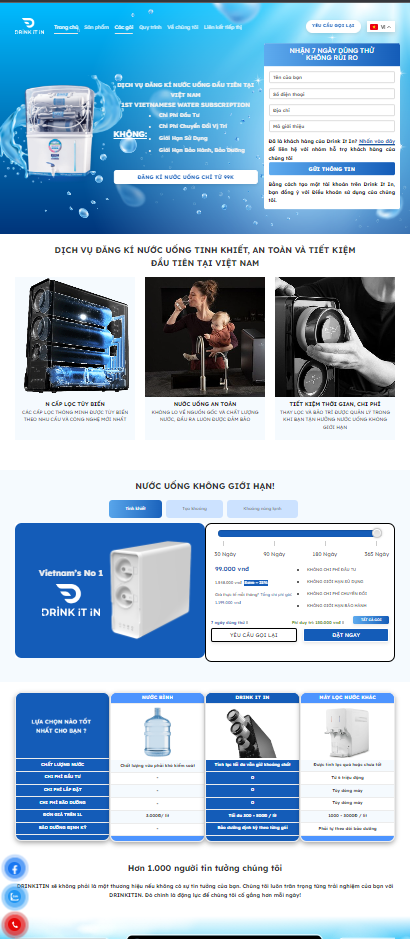 DRINK IT IN
Trang chủ Sản phẩm Các gói Quy trình Về chúng tôi Liên kết tiếp thị
YÊU CẦU GỌI LẠI
VI
NHẬN 7 NGÀY DÙNG THỬ
KHÔNG RỦI RO
Tên của bạn
Số điện thoại
Địa chỉ
Mã giới thiệu
Đã là khách hàng của Drink It In? Nhấn vào đây
để liên hệ với nhóm hỗ trợ khách hàng của
chúng tôi
GỬI THÔNG TIN
Bằng cách tạo một tài khoản trên Drink It In,
bạn đồng ý với Điều khoản sử dụng của chúng
tôi.
DỊCH VỤ ĐĂNG KÍ NƯỚC UỐNG ĐẦU TIÊN TẠI
VIỆT NAM
1ST VIETNAMESE WATER SUBSCRIPTION
KHÔNG:
Chi Phí Đầu Tư
Chi Phí Chuyển Đổi Vị Trí
Giới Hạn Sử Dụng
Giới Hạn Bảo Hành, Bảo Dưỡng
ĐĂNG KÍ NƯỚC UỐNG CHỈ TỪ 99K
DỊCH VỤ ĐĂNG KÍ NƯỚC UỐNG TINH KHIẾT, AN TOÀN VÀ TIẾT KIỆM
ĐẦU TIÊN TẠI VIỆT NAM
N CẤP LỌC TÙY BIẾN
CÁC CẤP LỌC THÔNG MINH ĐƯỢC TÙY BIẾN
THEO NHU CẦU VÀ CÔNG NGHỆ MỚI NHẤT
NƯỚC UỐNG AN TOÀN
KHÔNG LO VỀ NGUỒN GỐC VÀ CHẤT LƯỢNG
NƯỚC, ĐẦU RA LUÔN ĐƯỢC ĐẢM BẢO
TIẾT KIỆM THỜI GIAN, CHI PHÍ
THAY LỌC VÀ BẢO TRÌ ĐƯỢC QUẢN LÝ TRONG
KHI BẠN TẬN HƯỞNG NƯỚC UỐNG KHÔNG
GIỚI HẠN
NƯỚC UỐNG KHÔNG GIỚI HẠN!
Tinh khiết
Tạo khoáng
Khoáng nóng lạnh
Vietnam's No 1
DRINK iT iN
30 Ngày 90 Ngày 180 Ngày 365 Ngày
99.000 vnđ
KHÔNG CHI PHÍ ĐẦU TƯ
KHÔNG GIỚI HẠN SỬ DỤNG
KHÔNG CHI PHÍ CHUYỂN ĐỔI
KHÔNG GIỚI HẠN BẢO HÀNH
7 ngày dùng thử
Phí duy trì: 100.000 vnđ
YÊU CẦU GỌI LẠI
ĐẶT NGAY
LỰA CHỌN NÀO TỐT
NHẤT CHO BẠN ?
NƯỚC BÌNH DRINK IT IN MÁY LỌC NƯỚC KHÁC
CHẤT LƯỢNG NƯỚC Chất lượng nước phải khó kiểm soát Tinh lọc tối đa vẫn giữ khoáng chất Được tinh lọc quá hoặc chưa tốt
CHI PHÍ ĐẦU TƯ - 0 Từ 6 triệu đồng
CHI PHÍ LẮP ĐẶT - 0 Tùy dòng máy
CHI PHÍ BẢO DƯỠNG - 0 Tùy dòng máy
ĐƠN GIÁ TRÊN 1L 3.000Đ/ lít Tối đa 300 - 500Đ / lít 1000 - 3000Đ / lít
BẢO DƯỠNG ĐỊNH KỲ - Bảo dưỡng định kỳ theo từng gói Phải tự theo dõi bảo dưỡng
Hơn 1.000 người tin tưởng chúng tôi
DRINKITIN sẽ không phải là một thương hiệu nếu không có sự tin tưởng của bạn. Chúng tôi luôn trân trọng từng trải nghiệm của bạn với
DRINKITIN. Đó chính là động lực để chúng tôi cố gắng hơn mỗi ngày!